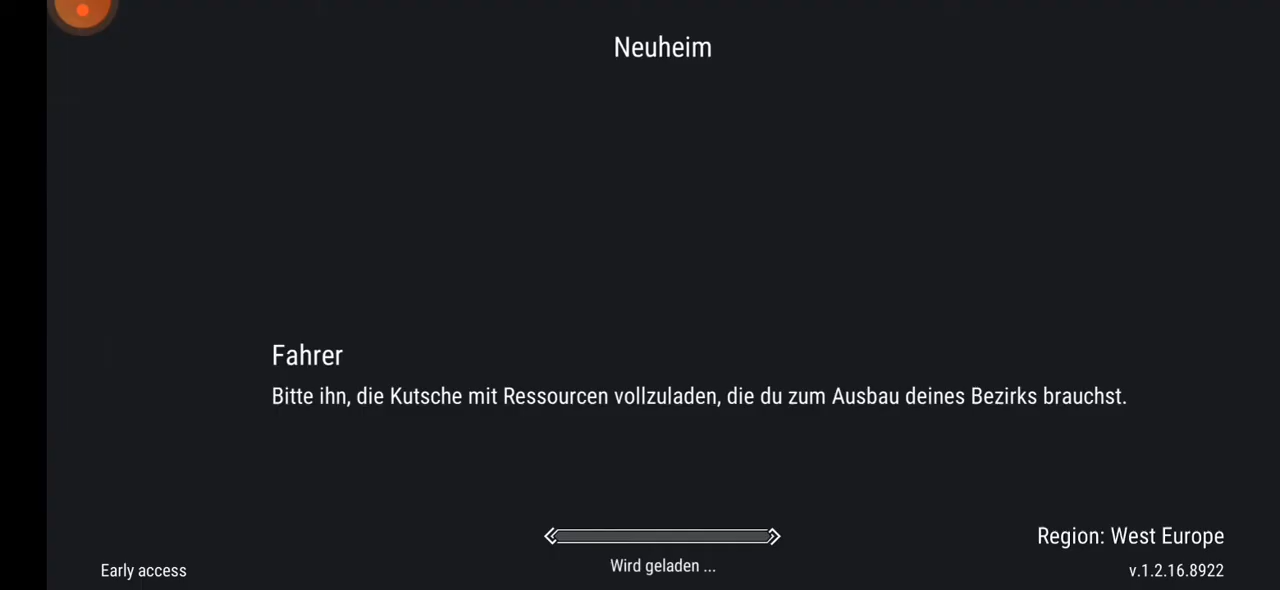 Neuheim
Fahrer
Bitte ihn, die Kutsche mit Ressourcen vollzuladen, die du zum Ausbau deines Bezirks brauchst.
Region: West Europe
Wird geladen ...
Early access
v.1.2.16.8922